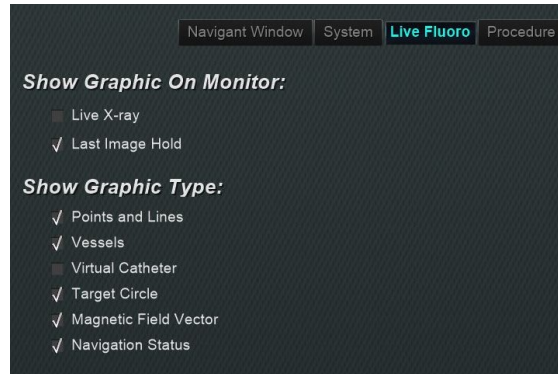 Navigant Window System Live Fluoro Procedure
Show Graphic On Monitor:
Live X-ray
Last Image Hold
Show Graphic Type:
Points and Lines
Vessels
Virtual Catheter
Target Circle
Magnetic Field Vector
Navigation Status